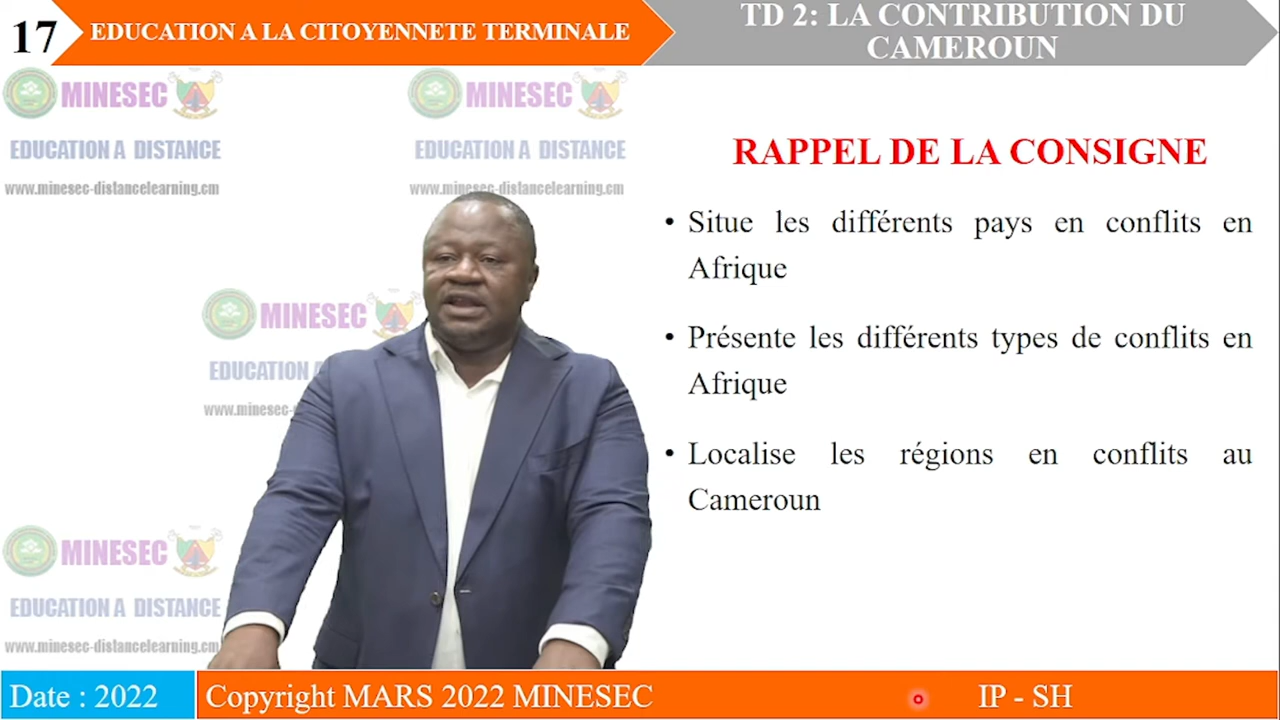 17
EDUCATION A LA CITOYENNETE TERMINALE
TD 2: LA CONTRIBUTION DU
CAMEROUN
MINESEC
EDUCATION A DISTANCE
www.minesec-distancelearning.cm
MINESEC
EDUCATION A DISTANCE
www.minesec-distancelearning.cm
RAPPEL DE LA CONSIGNE
• Situe les différents pays en conflits en
Afrique
• Présente les différents types de conflits en
Afrique
• Localise les régions en conflits au
Cameroun
MINESEC
EDUCATION A
www.minesec-
MINESEC
EDUCATION A DISTANCE
www.minesec-distancelearning.cm
Date : 2022
Copyright MARS 2022 MINESEC
IP - SH